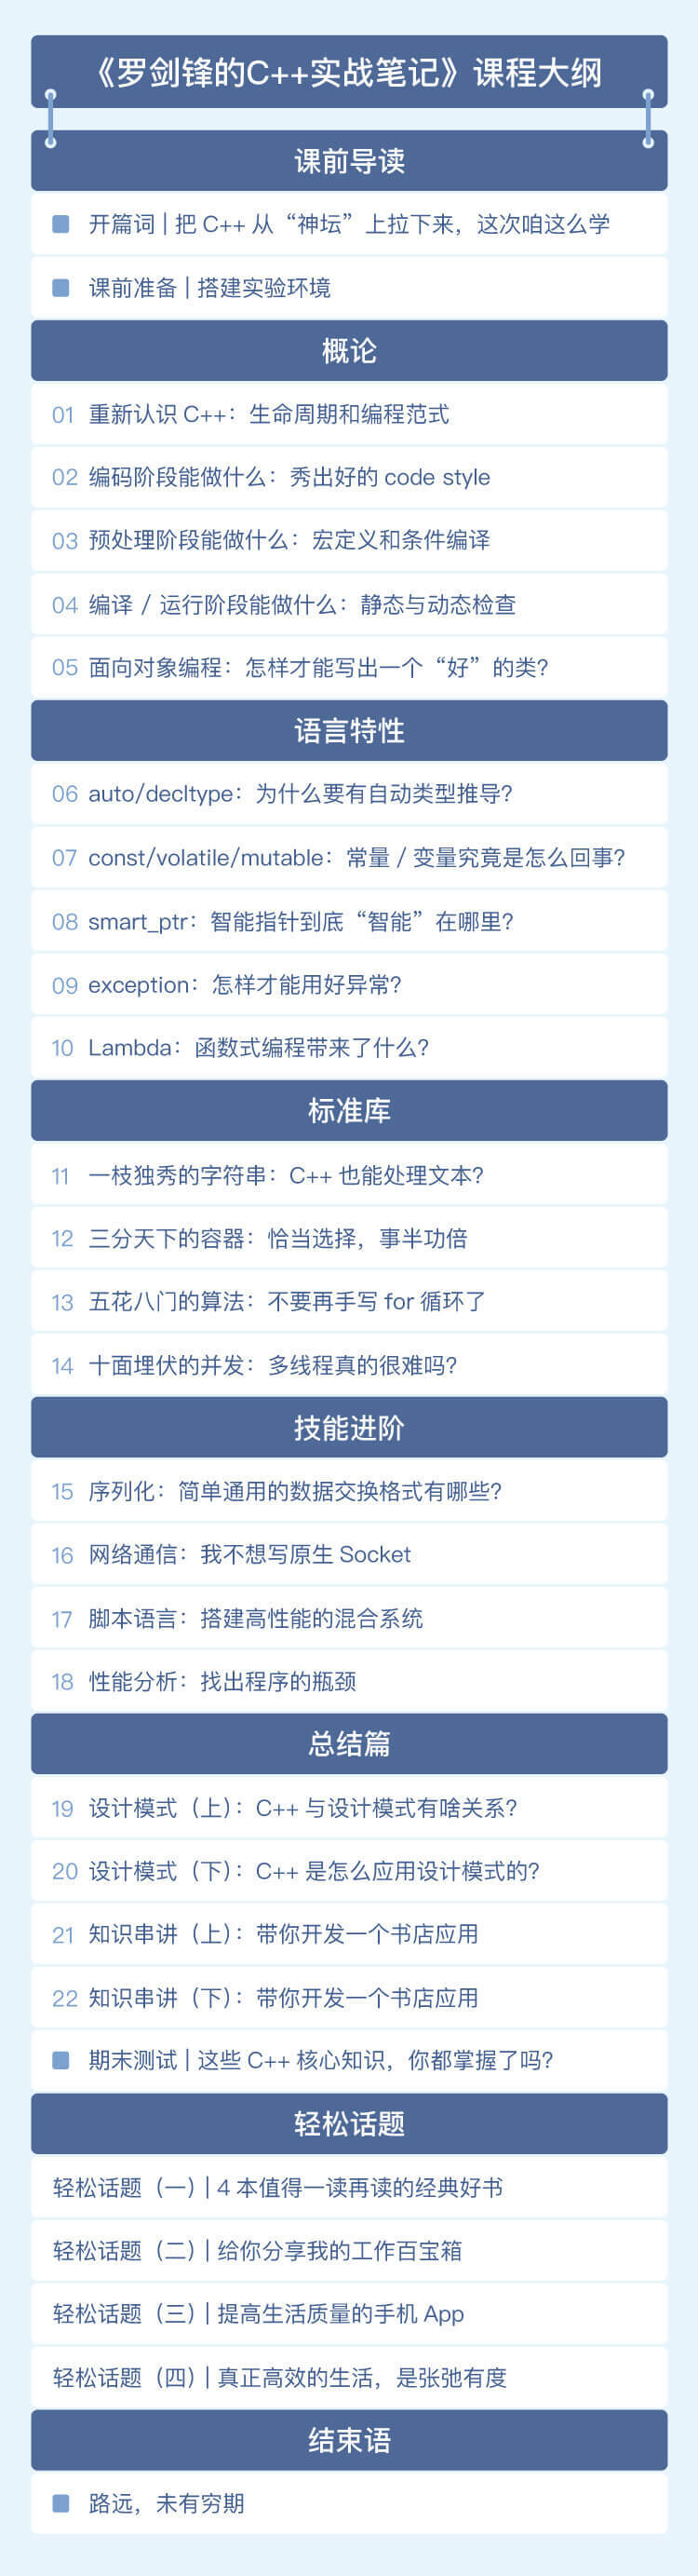 《罗剑锋的C++实战笔记》课程大纲
课前导读
开篇词 | 把 C++ 从“神坛”上拉下来，这次咱这么学
课前准备 | 搭建实验环境
概论
01 重新认识 C++：生命周期和编程范式
02 编码阶段能做什么：秀出好的 code style
03 预处理阶段能做什么：宏定义和条件编译
04 编译 / 运行阶段能做什么：静态与动态检查
05 面向对象编程：怎样才能写出一个“好”的类？
语言特性
06 auto/decltype：为什么要有自动类型推导？
07 const/volatile/mutable：常量 / 变量究竟是怎么回事？
08 smart_ptr：智能指针到底“智能”在哪里？
09 exception：怎样才能用好异常？
10 Lambda：函数式编程带来了什么？
标准库
11 一枝独秀的字符串：C++ 也能处理文本？
12 三分天下的容器：恰当选择，事半功倍
13 五花八门的算法：不要再手写 for 循环了
14 十面埋伏的并发：多线程真的很难吗？
技能进阶
15 序列化：简单通用的数据交换格式有哪些？
16 网络通信：我不想写原生 Socket
17 脚本语言：搭建高性能的混合系统
18 性能分析：找出程序的瓶颈
总结篇
19 设计模式（上）：C++ 与设计模式有啥关系？
20 设计模式（下）：C++ 是怎么应用设计模式的？
21 知识串讲（上）：带你开发一个书店应用
22 知识串讲（下）：带你开发一个书店应用
期末测试 | 这些 C++ 核心知识，你都掌握了吗？
轻松话题
轻松话题（一）| 4 本值得一读再读的经典好书
轻松话题（二）| 给你分享我的工作百宝箱
轻松话题（三）| 提高生活质量的手机 App
轻松话题（四）| 真正高效的生活，是张弛有度
结束语
路远，未有穷期